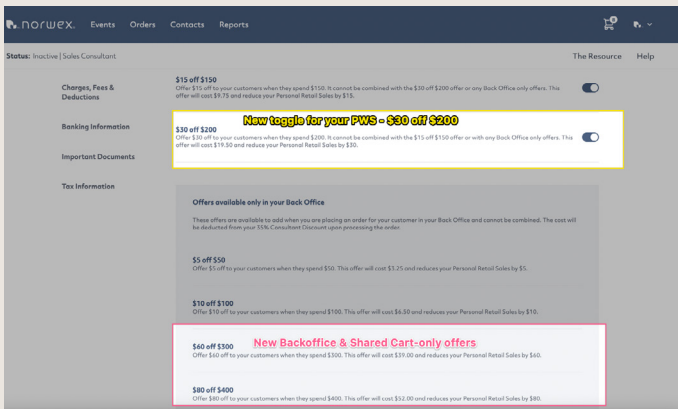 norwex. Events Orders Contacts Reports 0
Status: Inactive | Sales Consultant The Resource Help
Charges, Fees &
Deductions
Banking Information
Important Documents
Tax Information
$15 off $150
Offer $15 off to your customers when they spend $150. It cannot be combined with the $30 off $200 offer or any Back Office only offers. This
offer will cost $9.75 and reduce your Personal Retail Sales by $15.
New toggle for your PWS - $30 off $200
$30 off $200
Offer $30 off to your customers when they spend $200. It cannot be combined with the $15 off $150 offer or with any Back Office only offers. This
offer will cost $19.50 and reduce your Personal Retail Sales by $30.
Offers available only in your Back Office
These offers are available to add when you are placing an order for your customer in your Back Office and cannot be combined. The cost will
be deducted from your 35% Consultant Discount upon processing the order.
$5 off $50
Offer $5 off to your customers when they spend $50. This offer will cost $3.25 and reduces your Personal Retail Sales by $5.
$10 off $100
Offer $10 off to your customers when they spend $100. This offer will cost $6.50 and reduces your Personal Retail Sales by $10.
New Backoffice & Shared Cart-only offers
$60 off $300
Offer $60 off to your customers when they spend $300. This offer will cost $39.00 and reduces your Personal Retail Sales by $60.
$80 off $400
Offer $80 off to your customers when they spend $400. This offer will cost $52.00 and reduces your Personal Retail Sales by $80.